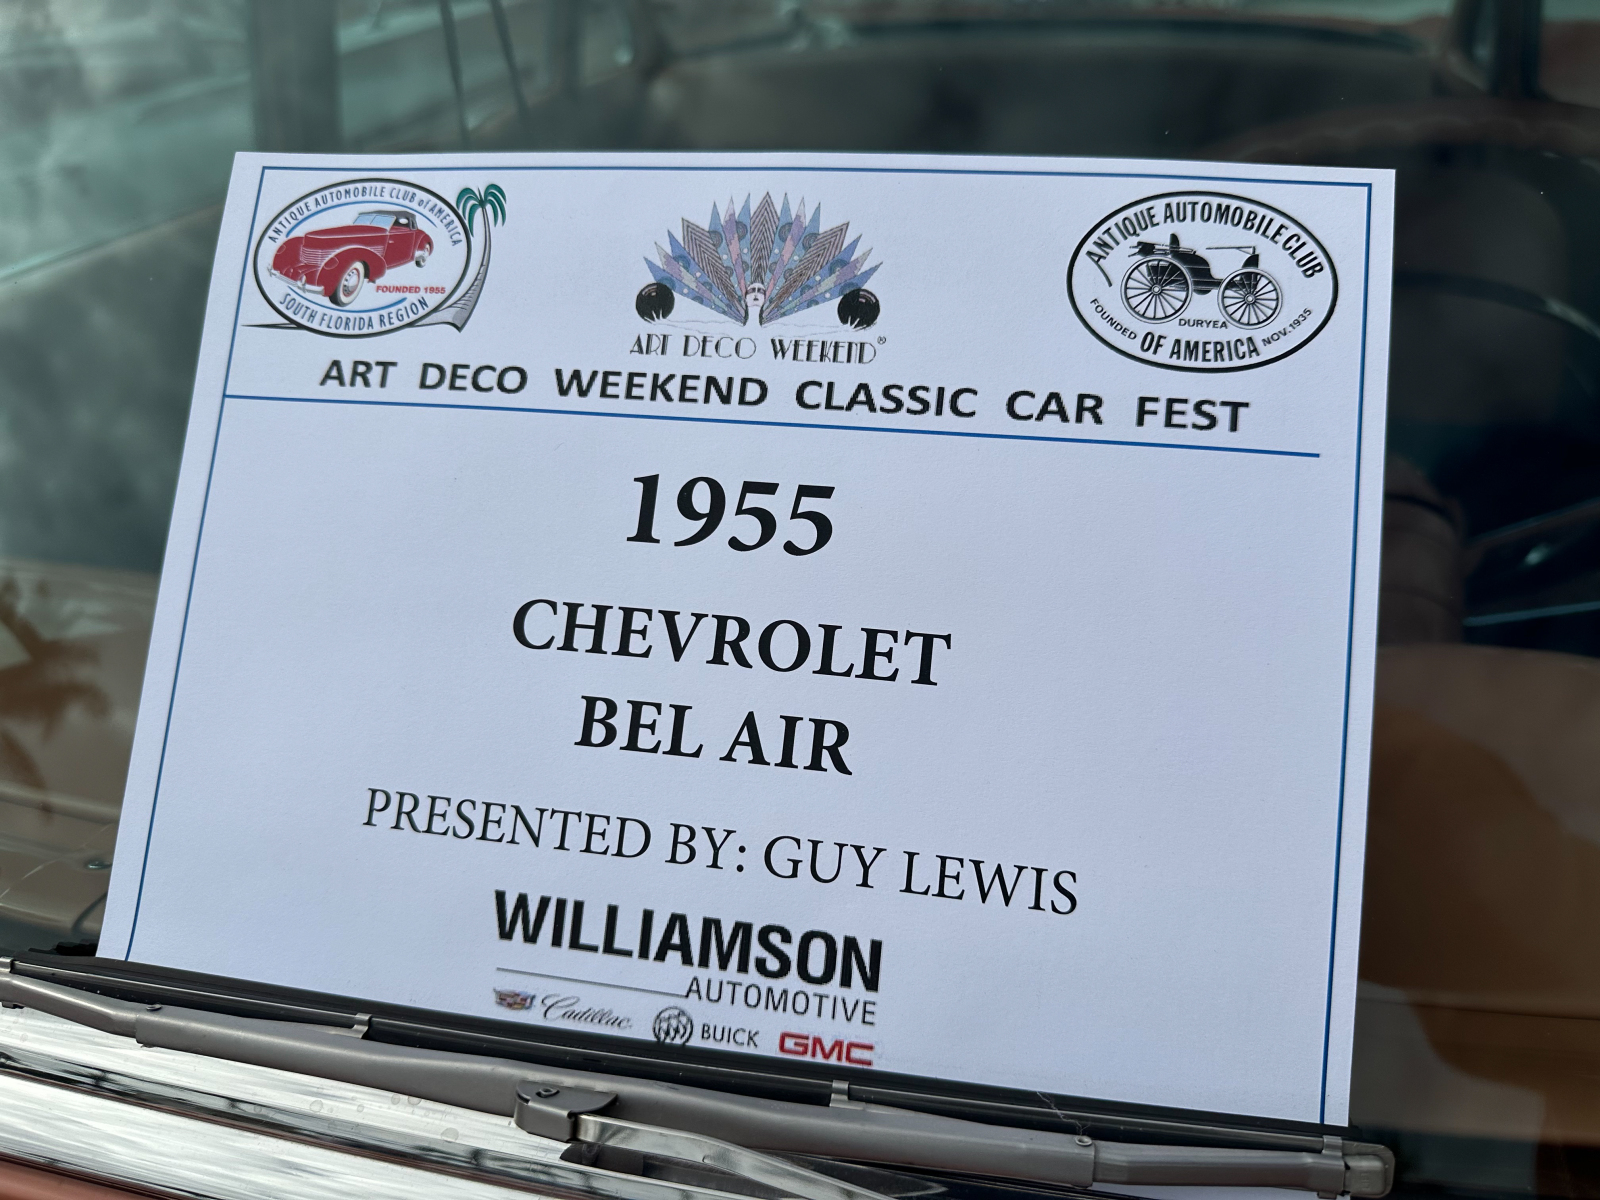 ANTIQUE AUTOMOBILE CLUB of AMERICA
FOUNDED 1955
SOUTH FLORIDA REGION
ART DECO WEEKEND®
ANTIQUE AUTOMOBILE CLUB
DURYEA
FOUNDED NOV. 1935
OF AMERICA
ART DECO WEEKEND CLASSIC CAR FEST
1955
CHEVROLET
BEL AIR
PRESENTED BY: GUY LEWIS
WILLIAMSON
AUTOMOTIVE
Cadillac. BUICK GMC